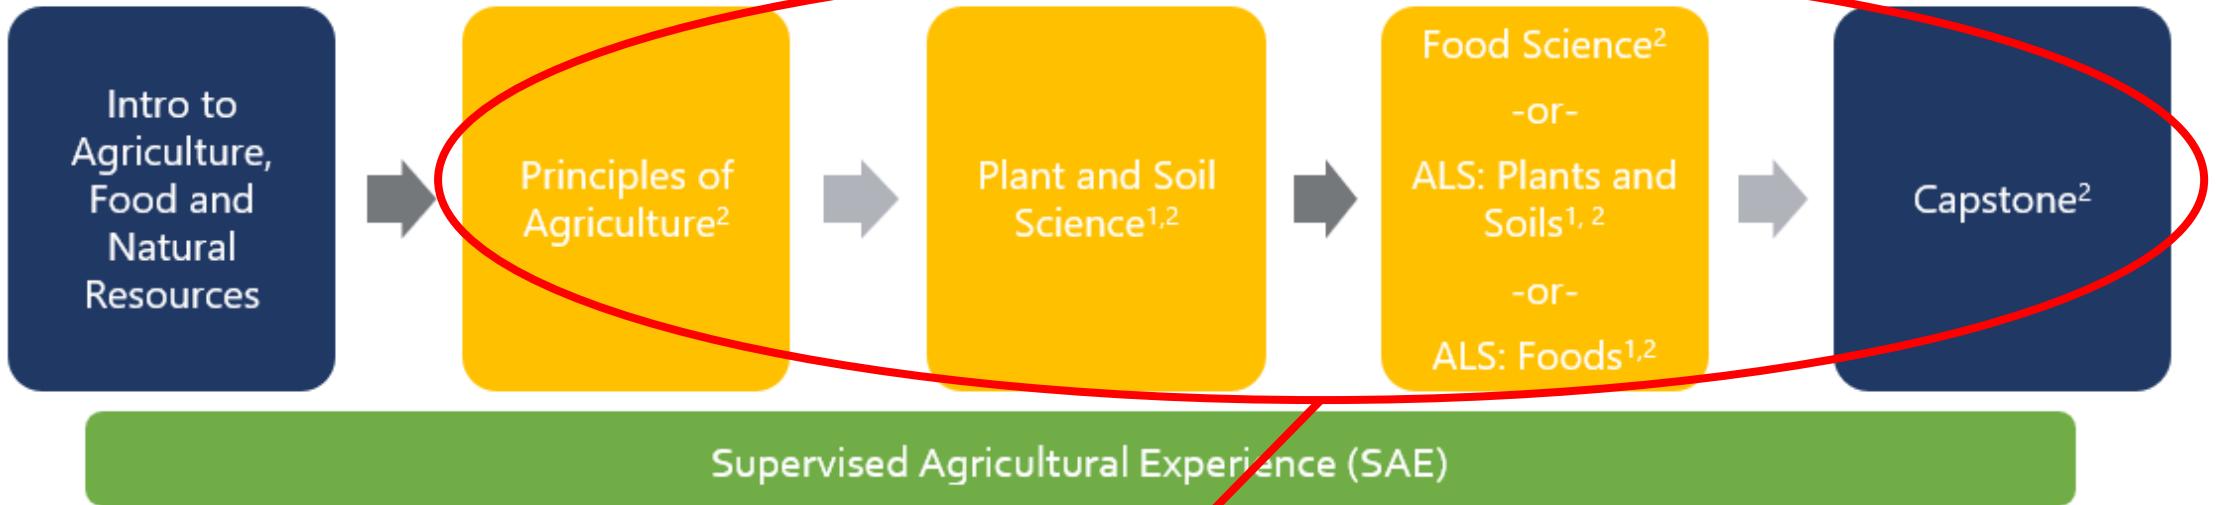 Intro to
Agriculture,
Food and
Natural
Resources
Principles of
Agriculture²
Plant and Soil
Science¹,²
Food Science²
-or-
ALS: Plants and
Soils¹, ²
-or-
ALS: Foods¹,²
Capstone²
Supervised Agricultural Experience (SAE)